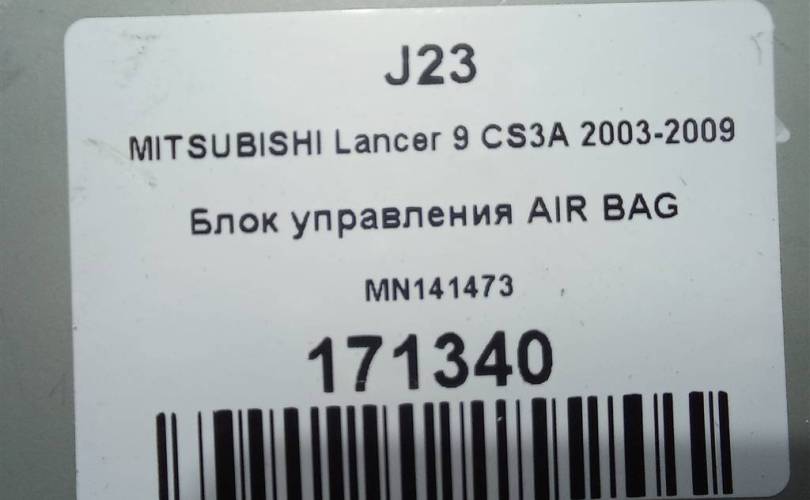 J23
MITSUBISHI Lancer 9 CS3A 2003-2009
Блок управления AIR BAG
MN141473
171340